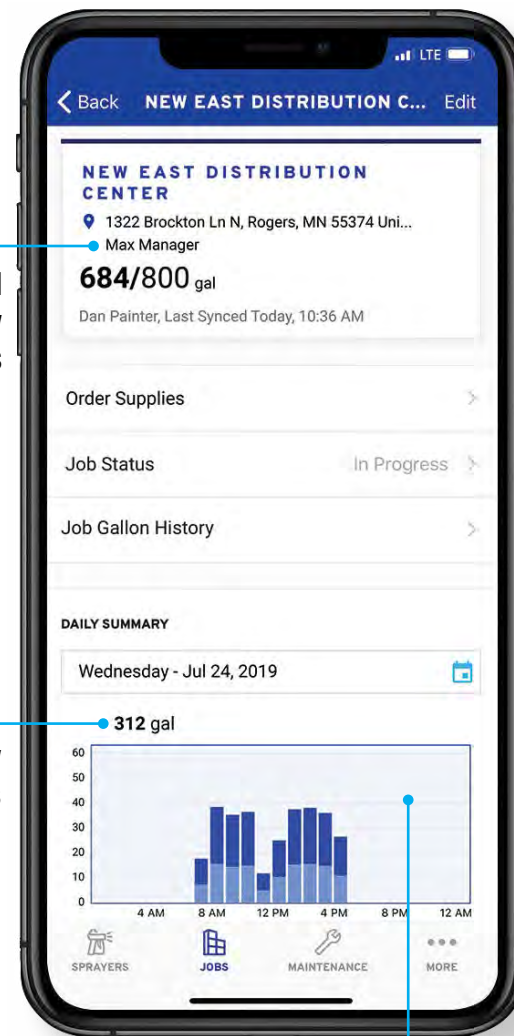 LTE
Back NEW EAST DISTRIBUTION C... Edit
NEW EAST DISTRIBUTION
CENTER
1322 Brockton Ln N, Rogers, MN 55374 Uni...
Max Manager
684/800 gal
Dan Painter, Last Synced Today, 10:36 AM
Order Supplies
Job Status In Progress
Job Gallon History
DAILY SUMMARY
Wednesday - Jul 24, 2019
312 gal
60
50
40
30
20
10
0
4 AM 8 AM 12 PM 4 PM 8 PM 12 AM
SPRAYERS JOBS MAINTENANCE MORE